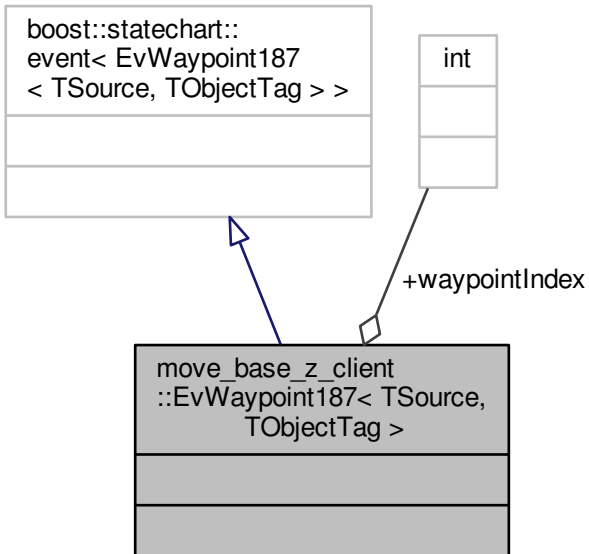 boost::statechart::
event< EvWaypoint187
< TSource, TObjectTag > >
int
+waypointIndex
move_base_z_client
::EvWaypoint187< TSource,
TObjectTag >